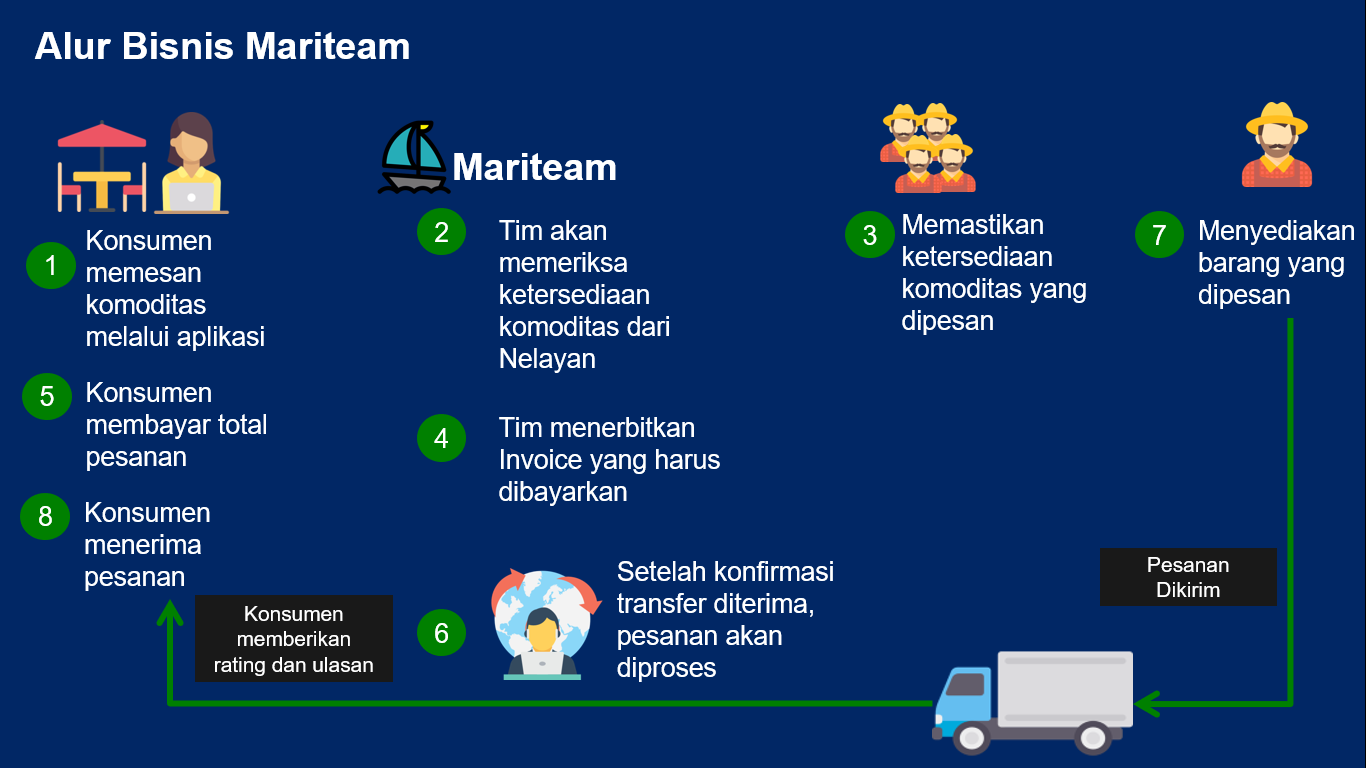 Alur Bisnis Mariteam
1
Konsumen
memesan
komoditas
melalui aplikasi
5
Konsumen
membayar total
pesanan
8
Konsumen
menerima
pesanan
Konsumen
memberikan
rating dan ulasan
Mariteam
2
Tim akan
memeriksa
ketersediaan
komoditas dari
Nelayan
4
Tim menerbitkan
Invoice yang harus
dibayarkan
6
Setelah konfirmasi
transfer diterima,
pesanan akan
diproses
3
Memastikan
ketersediaan
komoditas yang
dipesan
7
Menyediakan
barang yang
dipesan
Pesanan
Dikirim